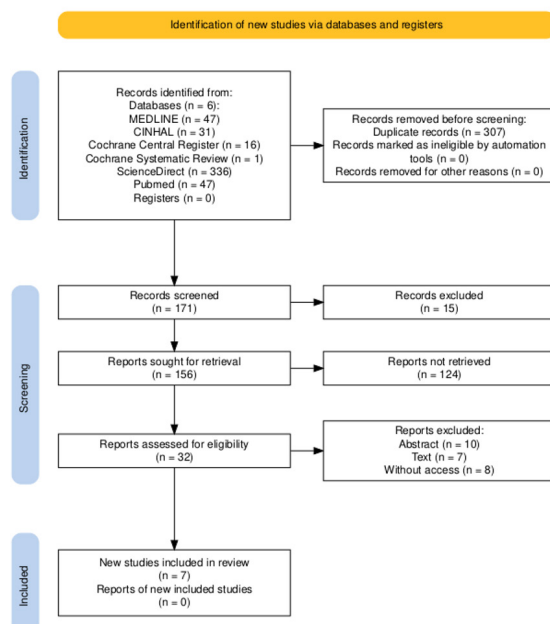 Identification of new studies via databases and registers
Identification
Records identified from:
Databases (n = 6):
MEDLINE (n = 47)
CINHAL (n = 31)
Cochrane Central Register (n = 16)
Cochrane Systematic Review (n = 1)
ScienceDirect (n = 336)
Pubmed (n = 47)
Registers (n = 0)
Records removed before screening:
Duplicate records (n = 307)
Records marked as ineligible by automation
tools (n = 0)
Records removed for other reasons (n = 0)
Screening
Records screened
(n = 171)
Records excluded
(n = 15)
Reports sought for retrieval
(n = 156)
Reports not retrieved
(n = 124)
Reports assessed for eligibility
(n = 32)
Reports excluded:
Abstract (n = 10)
Text (n = 7)
Without access (n = 8)
Included
New studies included in review
(n = 7)
Reports of new included studies
(n = 0)